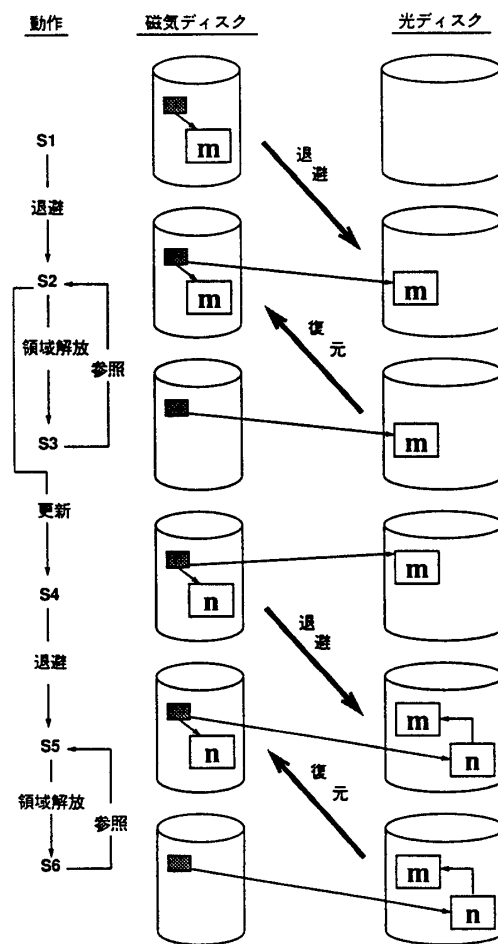 動作 磁気ディスク 光ディスク
S1 m
退避
退避
S2 m m
領域解放 参照
復元
S3 m
更新
S4 n m
退避
退避
S5 n m n
領域解放 参照
復元
S6 m n